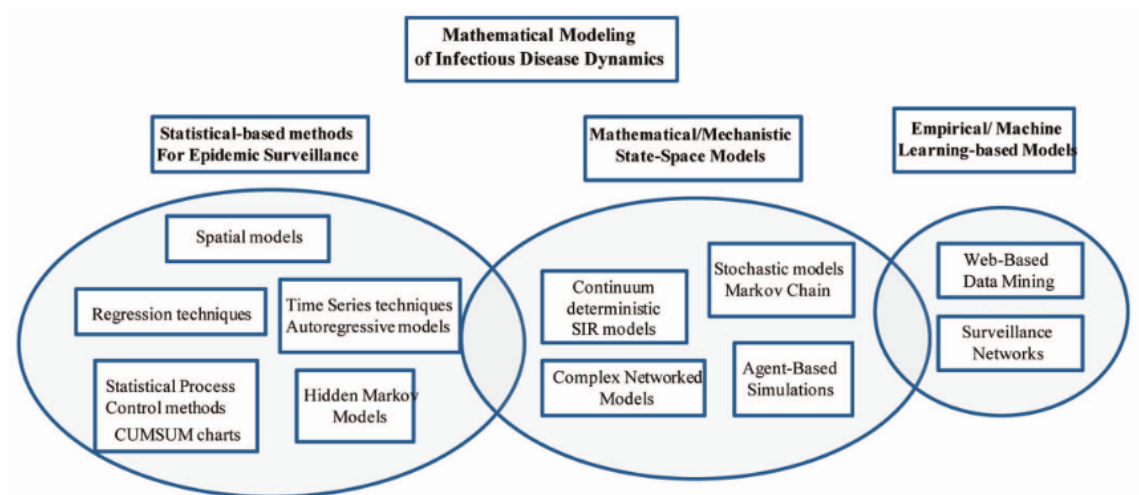 Mathematical Modeling
of Infectious Disease Dynamics
Statistical-based methods
For Epidemic Surveillance
Mathematical/Mechanistic
State-Space Models
Empirical/ Machine
Learning-based Models
Spatial models
Regression techniques
Time Series techniques
Autoregressive models
Statistical Process
Control methods
CUMSUM charts
Hidden Markov
Models
Continuum
deterministic
SIR models
Stochastic models
Markov Chain
Complex Networked
Models
Agent-Based
Simulations
Web-Based
Data Mining
Surveillance
Networks